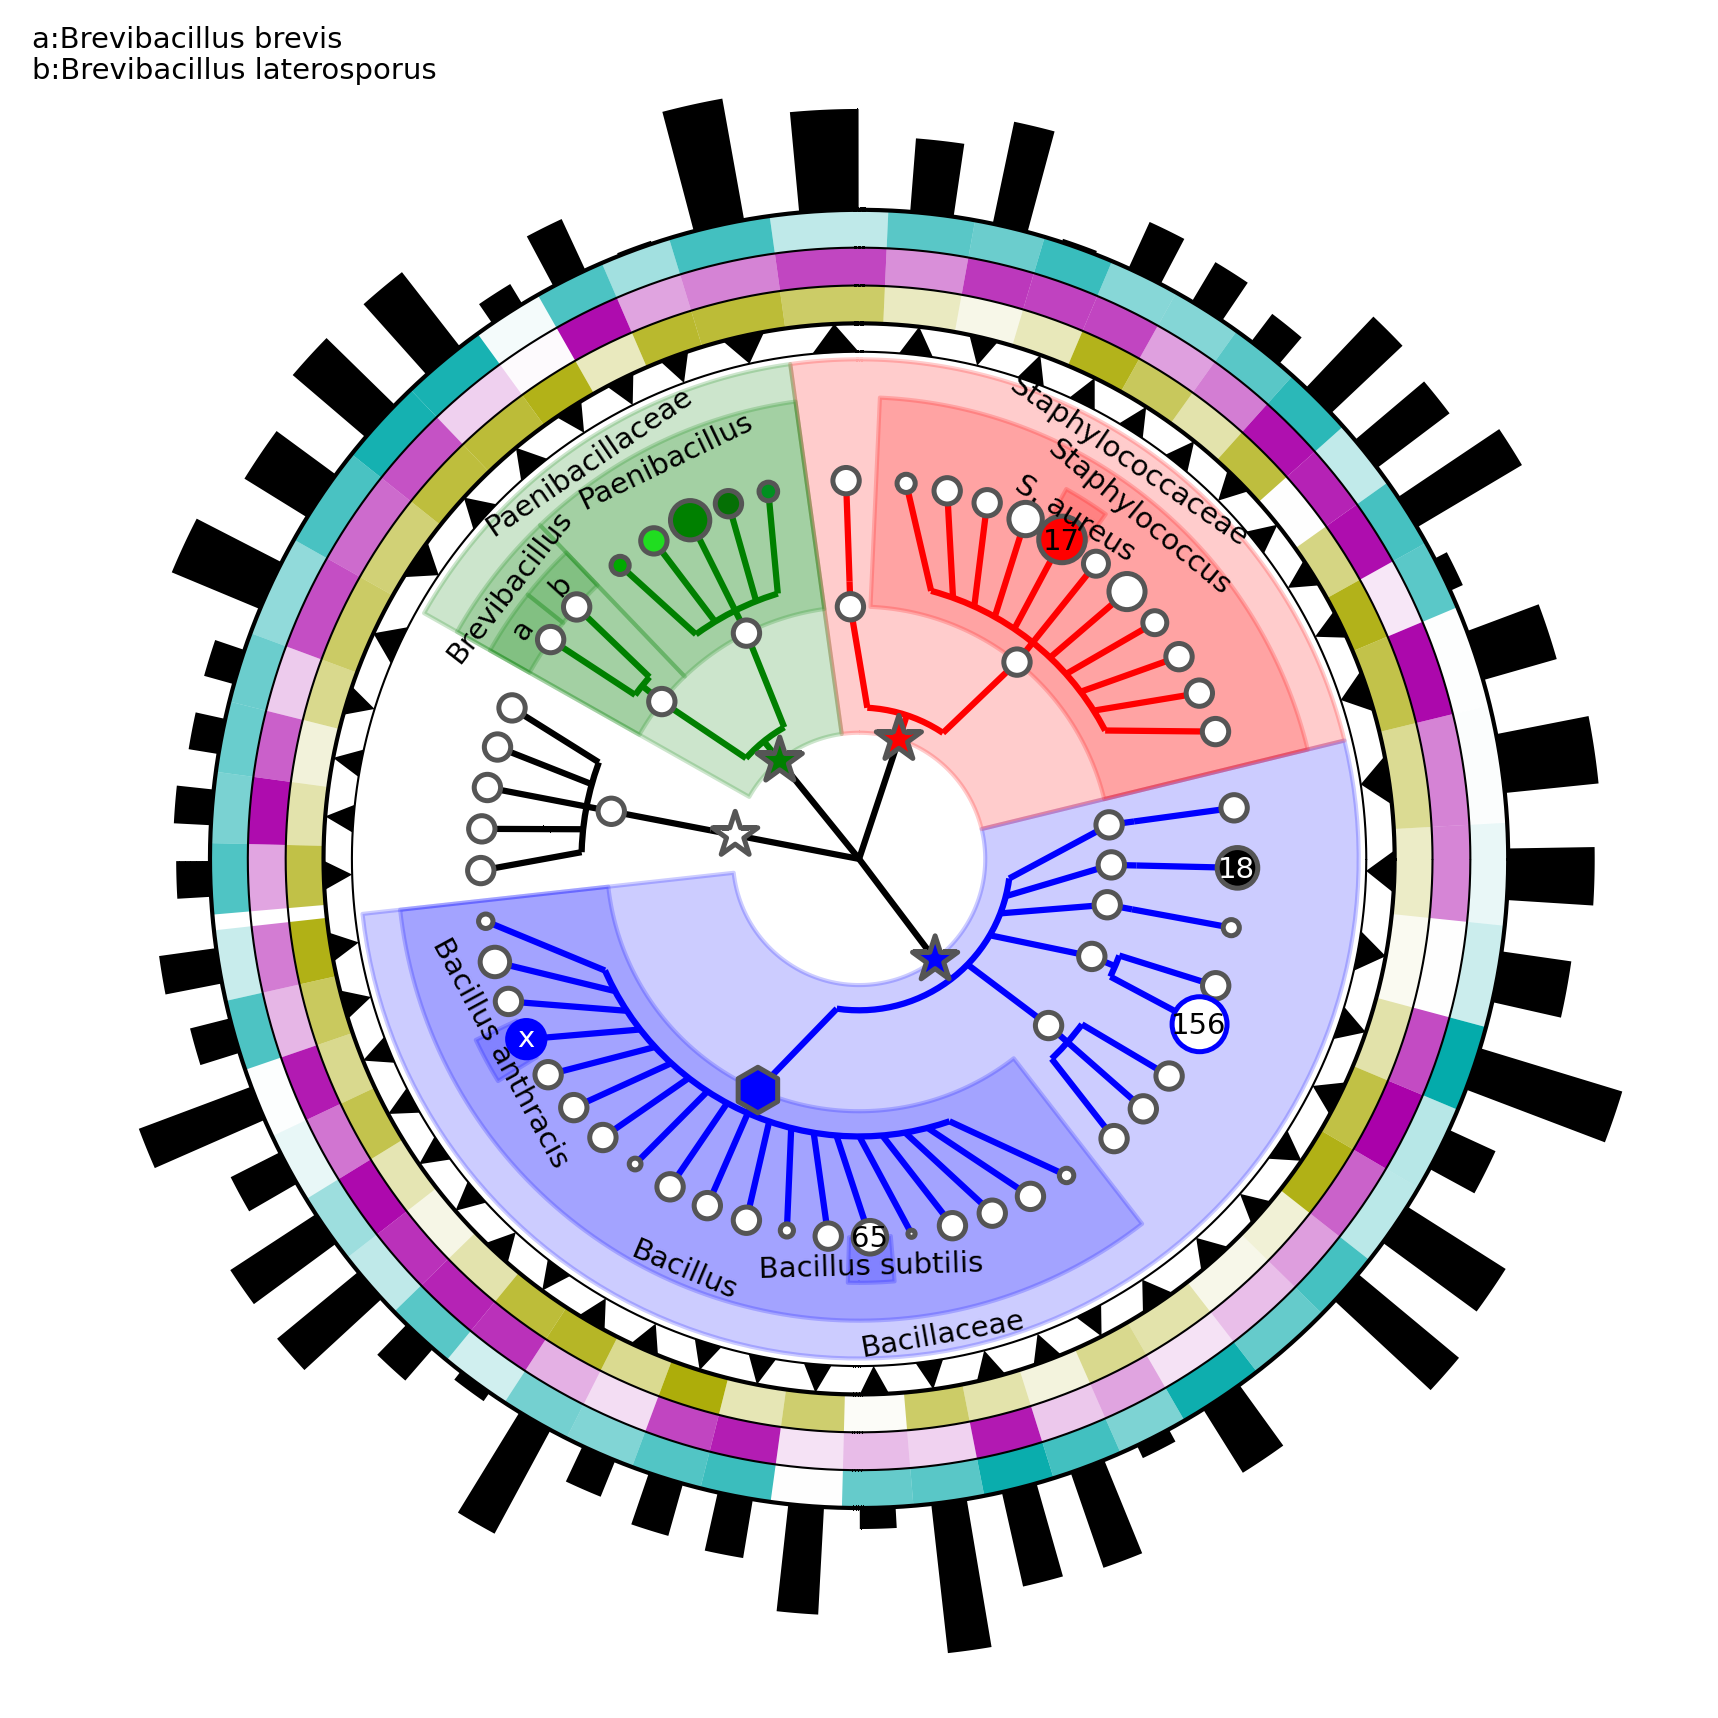 a:Brevibacillus brevis
b:Brevibacillus laterosporus
Staphylococcaceae
Paenibacillaceae
Paenibacillus
Staphylococcus
S. aureus
Brevibacillus
17
b
a
18
Bacillus anthracis
156
x
65
Bacillus
Bacillus subtilis
Bacillaceae